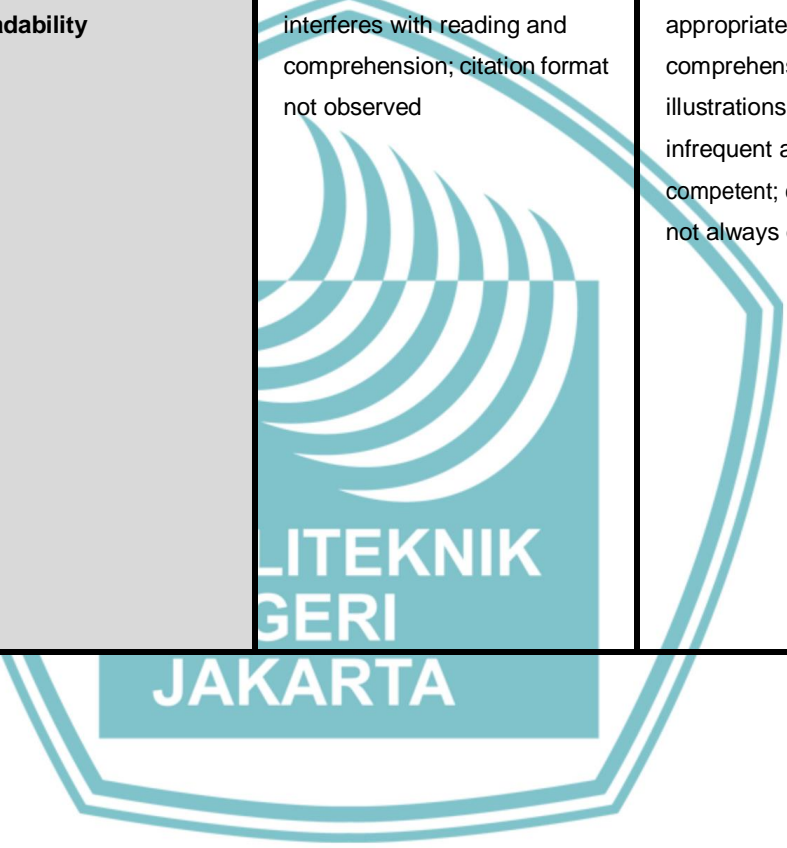 adability
interferes with reading and
comprehension; citation format
not observed
appropriate
comprehens
illustrations
infrequent a
competent;
not always
LITEKNIK
GERI
JAKARTA